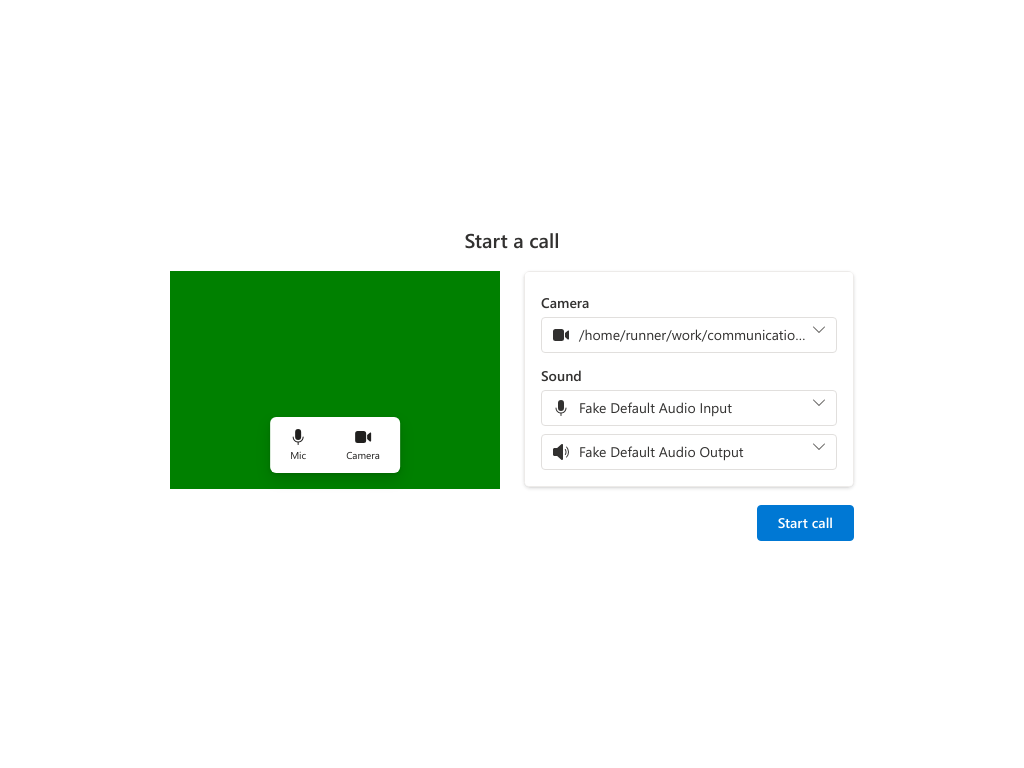 Start a call
Mic
Camera
Camera
/home/runner/work/communicatio...
Sound
Fake Default Audio Input
Fake Default Audio Output
Start call